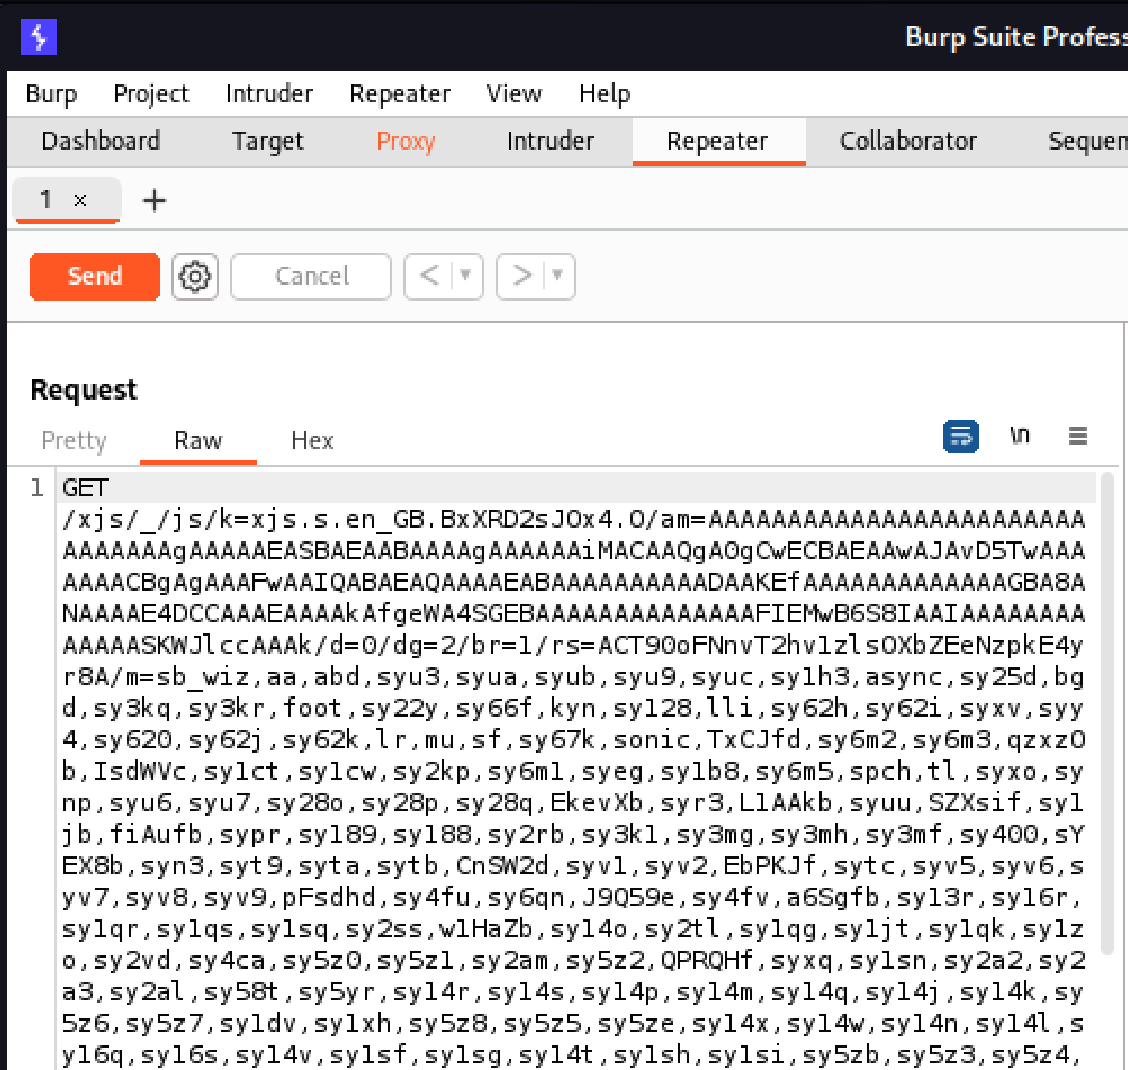 Burp Suite Profess
Burp Project Intruder Repeater View Help
Dashboard Target Proxy Intruder Repeater Collaborator Sequen
1 × +
Send Cancel < ▼ > ▼
Request
Pretty Raw Hex \n ≡
1 GET
/xjs/_/js/k=xjs.s.en_GB.BxXRD2sJOx4.O/am=AAAAAAAAAAAAAAAAAAAAAAAA
AAAAAAAgAAAAAEASBAEAABAAAAgAAAAAAiMACAAQgAOgCwECBAEAAwAJAvD5TwAAA
AAAACBgAgAAAFwAAIQABAEAQAAAAEABAAAAAAAAAADAAKEfAAAAAAAAAAAAAGBA8A
NAAAAE4DCCAAAEAAAAkAfgeWA4SGEBAAAAAAAAAAAAAAFIEMwB6S8IAAIAAAAAAAA
AAAAASKWJlccAAAk/d=0/dg=2/br=1/rs=ACT90oFNnvT2hv1zlsOXbZEeNzpkE4y
r8A/m=sb_wiz,aa,abd,syu3,syua,syub,syu9,syuc,sy1h3,async,sy25d,bg
d,sy3kq,sy3kr,foot,sy22y,sy66f,kyn,sy128,lli,sy62h,sy62i,syxv,syy
4,sy620,sy62j,sy62k,lr,mu,sf,sy67k,sonic,TxCJfd,sy6m2,sy6m3,qzxzO
b,IsdWVc,sy1ct,sy1cw,sy2kp,sy6m1,syeg,sy1b8,sy6m5,spch,tl,syxo,sy
np,syu6,syu7,sy28o,sy28p,sy28q,EkevXb,syr3,L1AAkb,syuu,SZXsif,sy1
jb,fiAufb,sypr,sy189,sy188,sy2rb,sy3k1,sy3mg,sy3mh,sy3mf,sy400,sY
EX8b,syn3,syt9,syta,sytb,CnSW2d,syv1,syv2,EbPKJf,sytc,syv5,syv6,s
yv7,syv8,syv9,pFsdhd,sy4fu,sy6qn,J9Q59e,sy4fv,a6Sgfb,sy13r,sy16r,
sy1qr,sy1qs,sy1sq,sy2ss,w1HaZb,sy14o,sy2tl,sy1qg,sy1jt,sy1qk,sy1z
o,sy2vd,sy4ca,sy5z0,sy5z1,sy2am,sy5z2,QPRQHf,syxq,sy1sn,sy2a2,sy2
a3,sy2al,sy58t,sy5yr,sy14r,sy14s,sy14p,sy14m,sy14q,sy14j,sy14k,sy
5z6,sy5z7,sy1dv,sy1xh,sy5z8,sy5z5,sy5ze,sy14x,sy14w,sy14n,sy14l,s
y16q,sy16s,sy14v,sy1sf,sy1sg,sy14t,sy1sh,sy1si,sy5zb,sy5z3,sy5z4,